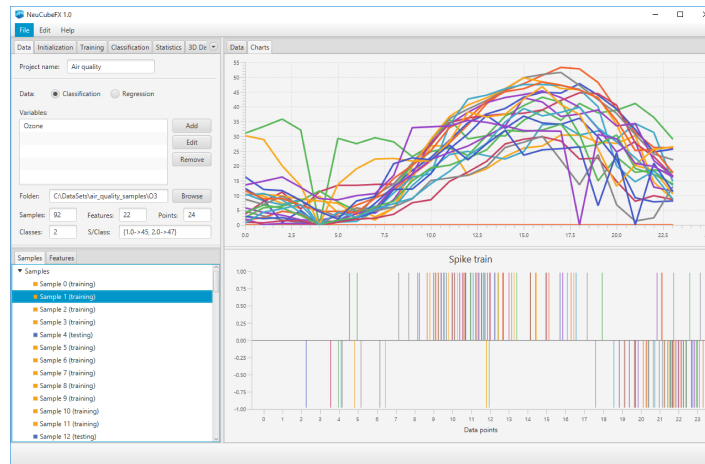 NeuCubeFX 1.0
File Edit Help
Data Initialization Training Classification Statistics 3D Di
Project name: Air quality
Data: Classification Regression
Variables:
Ozone
Add
Edit
Remove
Folder: C:\DataSets\air_quality_samples\O3 Browse
Samples: 92 Features: 22 Points: 24
Classes: 2 S/Class: {1.0->45, 2.0->47}
Samples Features
Samples
Sample 0 (training)
Sample 1 (training)
Sample 2 (training)
Sample 3 (training)
Sample 4 (testing)
Sample 5 (training)
Sample 6 (training)
Sample 7 (training)
Sample 8 (training)
Sample 9 (training)
Sample 10 (training)
Sample 11 (training)
Sample 12 (testing)
Data Charts
55
50
45
40
35
30
25
20
15
10
5
0
0.0 2.5 5.0 7.5 10.0 12.5 15.0 17.5 20.0 22.5
Spike train
1.00
0.75
0.50
0.25
0.00
-0.25
-0.50
-0.75
-1.00
0 1 2 3 4 5 6 7 8 9 10 11 12 13 14 15 16 17 18 19 20 21 22 23
Data points